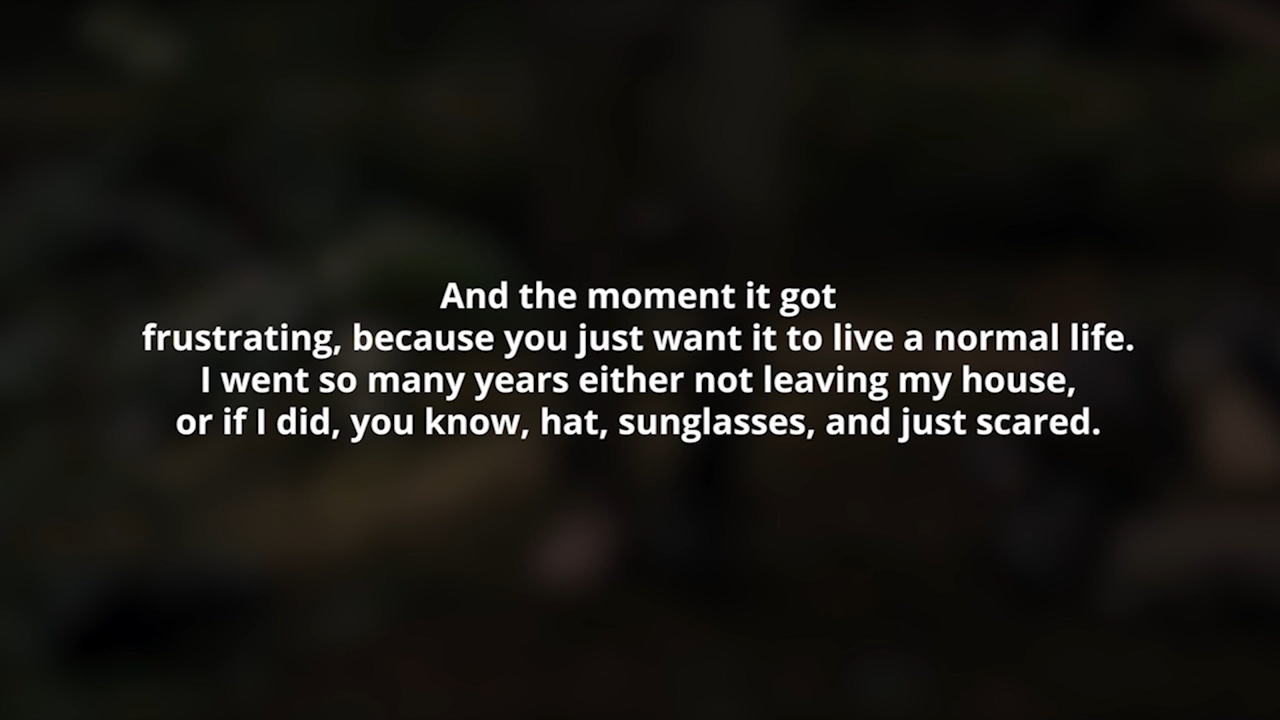 And the moment it got
frustrating, because you just want it to live a normal life.
I went so many years either not leaving my house,
or if I did, you know, hat, sunglasses, and just scared.